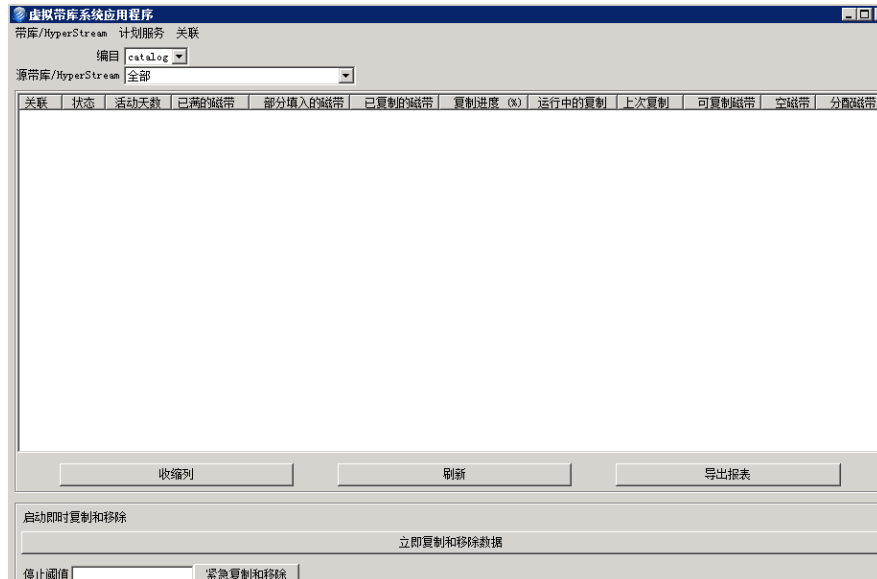 虚拟带库系统应用程序
带库/HyperStream 计划服务 关联
编目 catalog
源带库/HyperStream 全部
关联 状态 活动天数 已满的磁带 部分填入的磁带 已复制的磁带 复制进度 (%) 运行中的复制 上次复制 可复制磁带 空磁带 分配磁带
收缩列 刷新 导出报表
启动即时复制和移除
立即复制和移除数据
停止阈值 紧急复制和移除